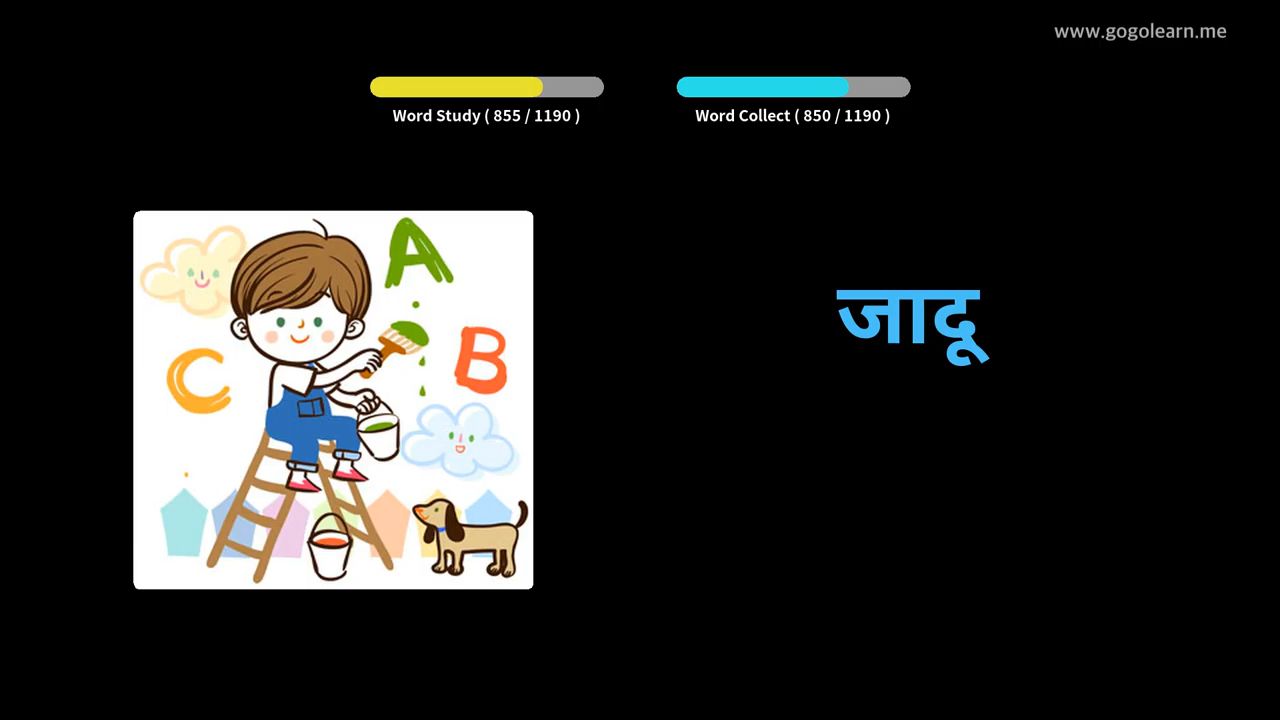 www.gogolearn.me
Word Study ( 855 / 1190 )
Word Collect ( 850 / 1190 )
A
B
C
जादू